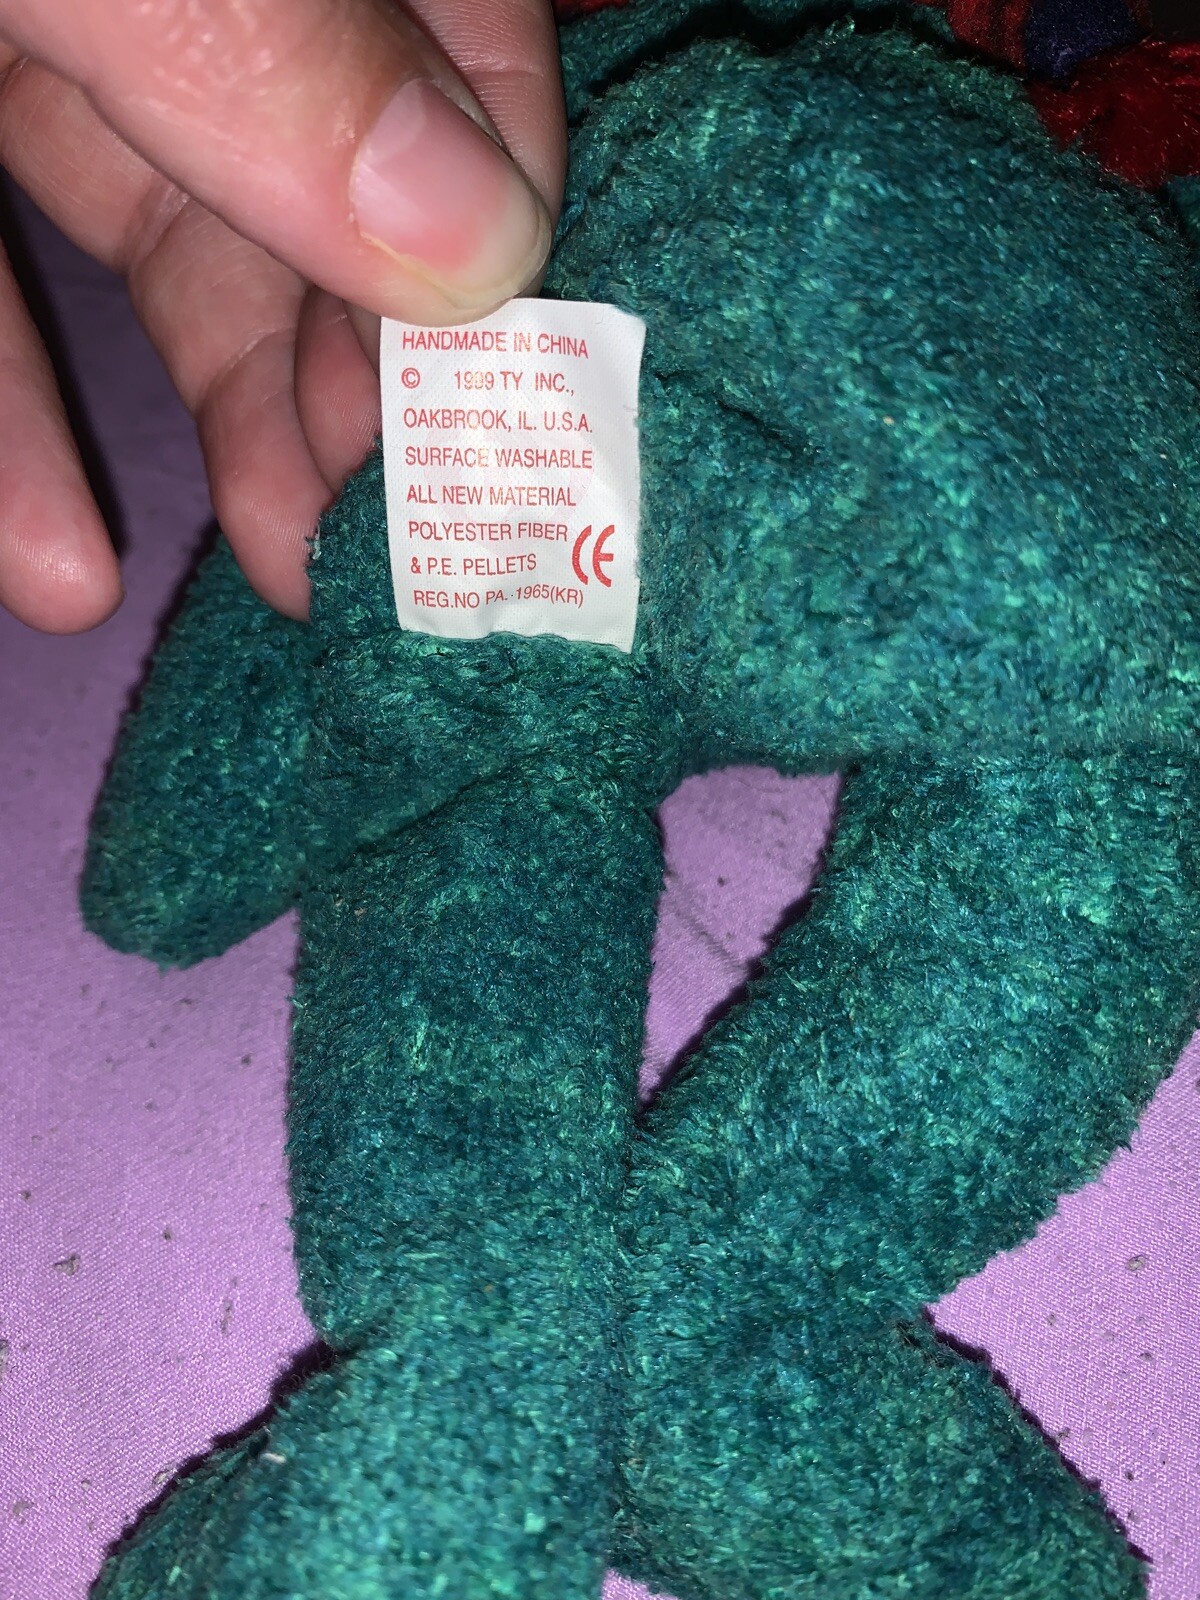 HANDMADE IN CHINA
© 1999 TY INC.,
OAKBROOK, IL. U.S.A.
SURFACE WASHABLE
ALL NEW MATERIAL
POLYESTER FIBER
& P.E. PELLETS CE
REG.NO PA. 1965(KR)